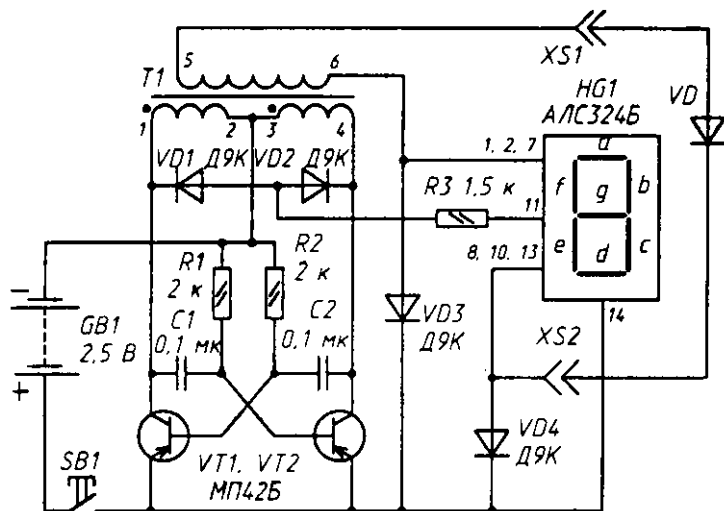 5
6
XS1
T1
HG1
АЛС324Б
VD
1
2
3
4
VD1
Д9К
VD2
Д9К
1, 2, 7
a
f
g
b
R3 1,5 к
11
e
d
c
8, 10, 13
R1
2 к
R2
2 к
14
−
GB1
2,5 В
+
C1
0,1 мк
C2
0,1 мк
VD3
Д9К
XS2
SB1
VT1, VT2
МП42Б
VD4
Д9К